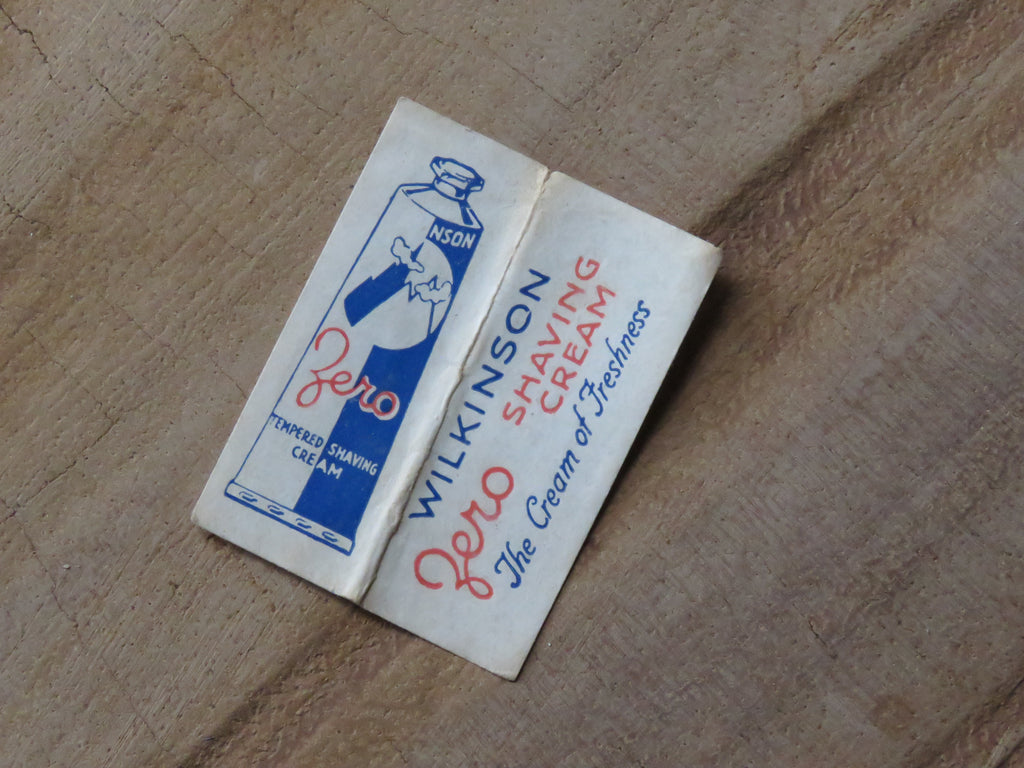 NSON
Zero
TEMPERED SHAVING
CREAM
WILKINSON
Zero SHAVING
CREAM
The Cream of Freshness